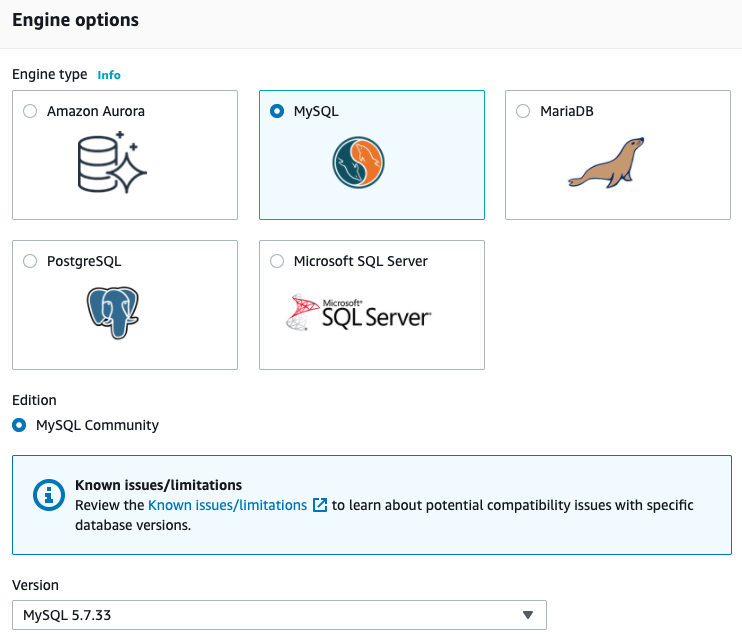 Engine options
Engine type Info
Amazon Aurora
MySQL
MariaDB
PostgreSQL
Microsoft SQL Server
Microsoft®
SQL Server
Edition
MySQL Community
Known issues/limitations
Review the Known issues/limitations to learn about potential compatibility issues with specific
database versions.
Version
MySQL 5.7.33